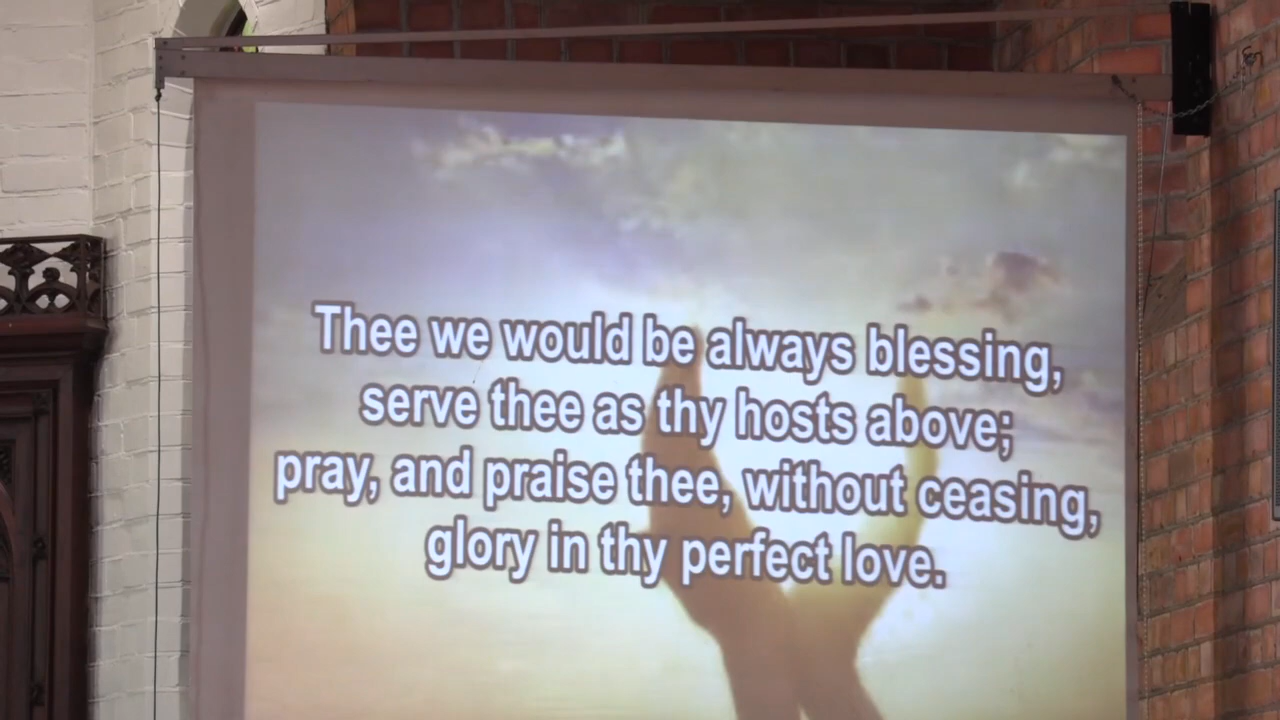 Thee we would be always blessing,
serve thee as thy hosts above;
pray, and praise thee, without ceasing,
glory in thy perfect love.